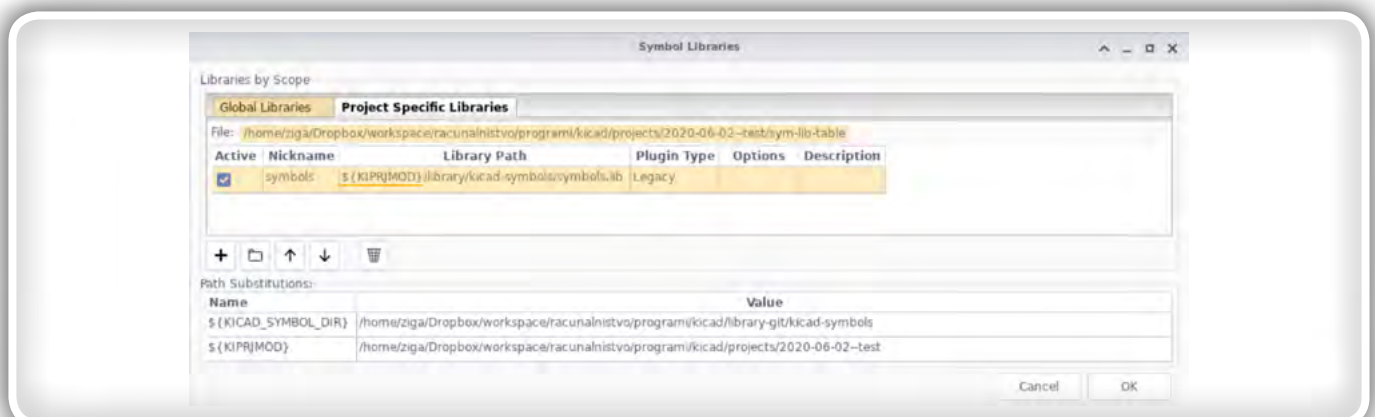 Symbol Libraries
Libraries by Scope
Global Libraries Project Specific Libraries
File: /home/ziga/Dropbox/workspace/racunalnistvo/programi/kicad/projects/2020-06-02--test/sym-lib-table
Active Nickname Library Path Plugin Type Options Description
symbols ${KIPRJMOD}/library/kicad-symbols/symbols.lib Legacy
Path Substitutions:
Name Value
${KICAD_SYMBOL_DIR} /home/ziga/Dropbox/workspace/racunalnistvo/programi/kicad/library-git/kicad-symbols
${KIPRJMOD} /home/ziga/Dropbox/workspace/racunalnistvo/programi/kicad/projects/2020-06-02--test
Cancel OK